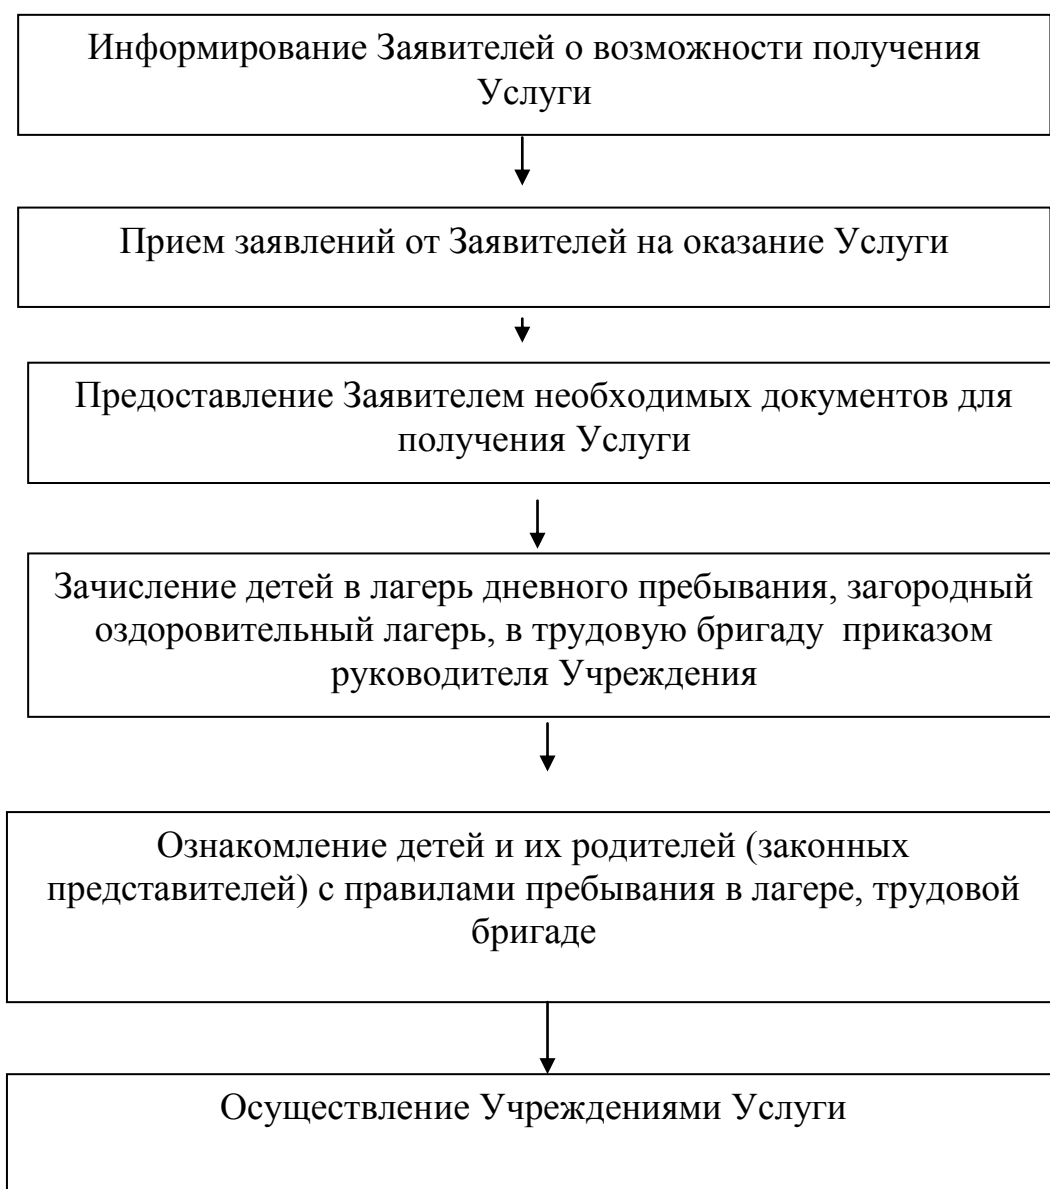 Информирование Заявителей о возможности получения
Услуги
Прием заявлений от Заявителей на оказание Услуги
Предоставление Заявителем необходимых документов для
получения Услуги
Зачисление детей в лагерь дневного пребывания, загородный
оздоровительный лагерь, в трудовую бригаду  приказом
руководителя Учреждения
Ознакомление детей и их родителей (законных
представителей) с правилами пребывания в лагере, трудовой
бригаде
Осуществление Учреждениями Услуги